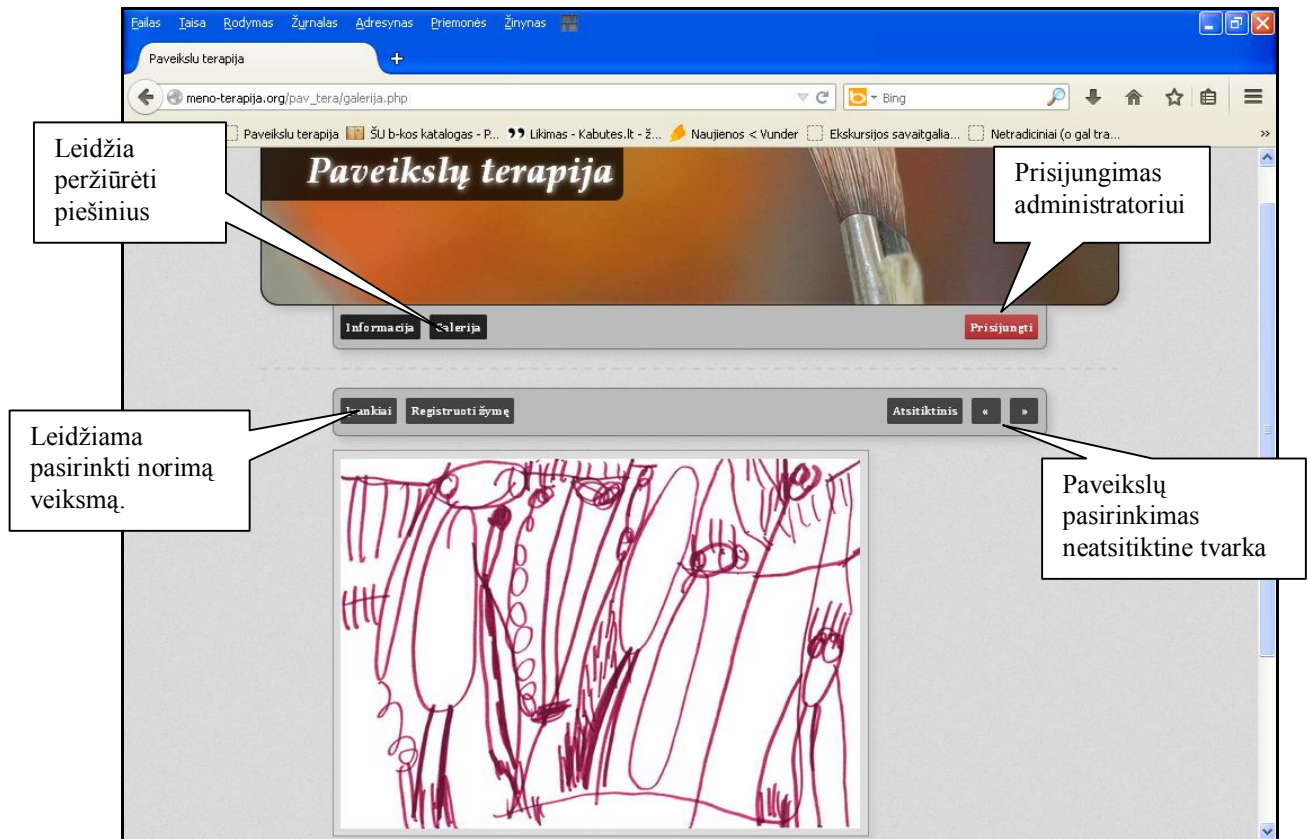 Failas Taisa Rodymas Žurnalas Adresynas Priemonės Žinynas
Paveikslu terapija
meno-terapija.org/pav_tera/galerija.php
Bing
Paveikslu terapija ŠU b-kos katalogas - P... Likimas - Kabutes.lt - ž... Naujienos < Vunder Ekskursijos savaitgalia... Netradiciniai (o gal tra...
Leidžia
peržiūrėti
piešinius
Paveikslų terapija
Prisijungimas
administratoriui
Informacija Galerija Prisijungti
Įrankiai Registruoti žymę Atsitiktinis « »
Leidžiama
pasirinkti norimą
veiksmą.
Paveikslų
pasirinkimas
neatsitiktine tvarka